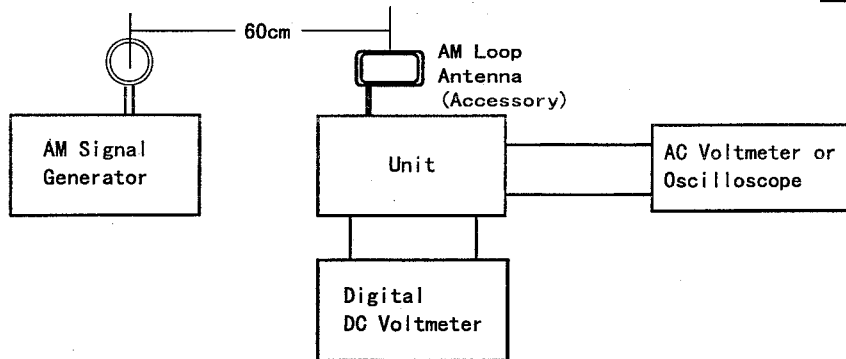 60cm
AM Loop
Antenna
(Accessory)
AM Signal
Generator
Unit
AC Voltmeter or
Oscilloscope
Digital
DC Voltmeter